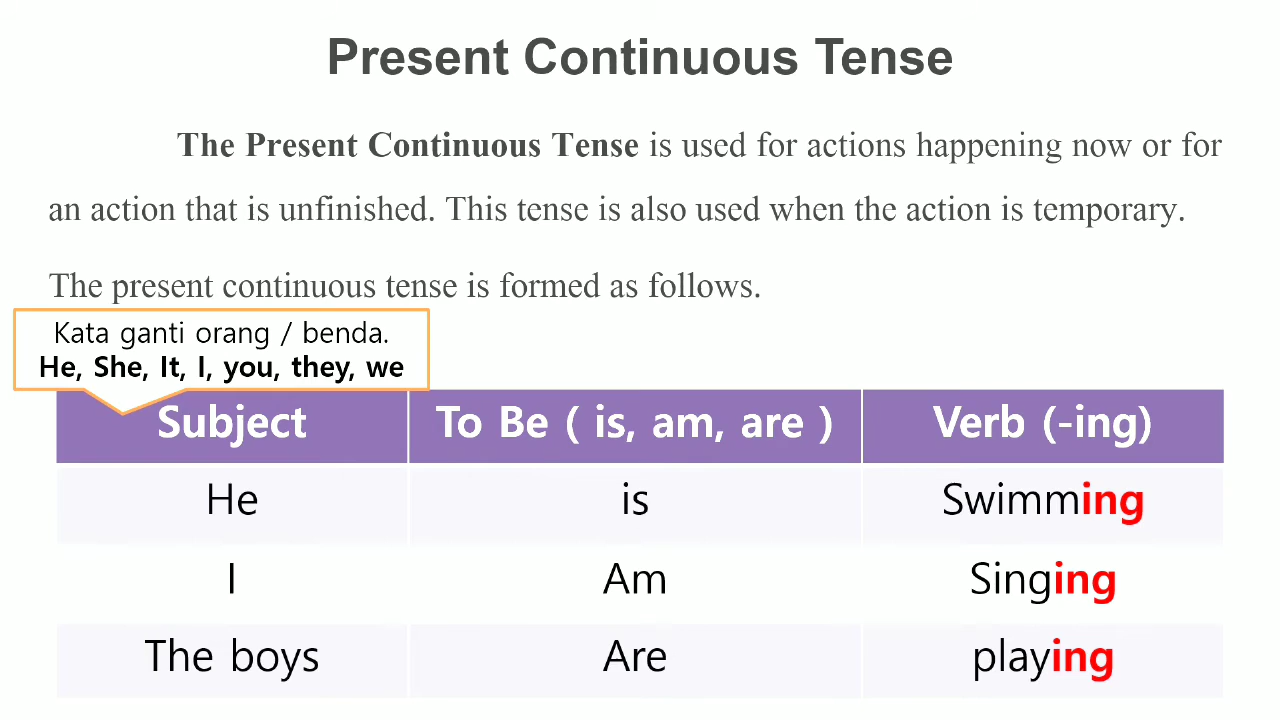 Present Continuous Tense
The Present Continuous Tense is used for actions happening now or for
an action that is unfinished. This tense is also used when the action is temporary.
The present continuous tense is formed as follows.
Kata ganti orang / benda.
He, She, It, I, you, they, we
Subject To Be ( is, am, are ) Verb (-ing)
He is Swimming
I Am Singing
The boys Are playing